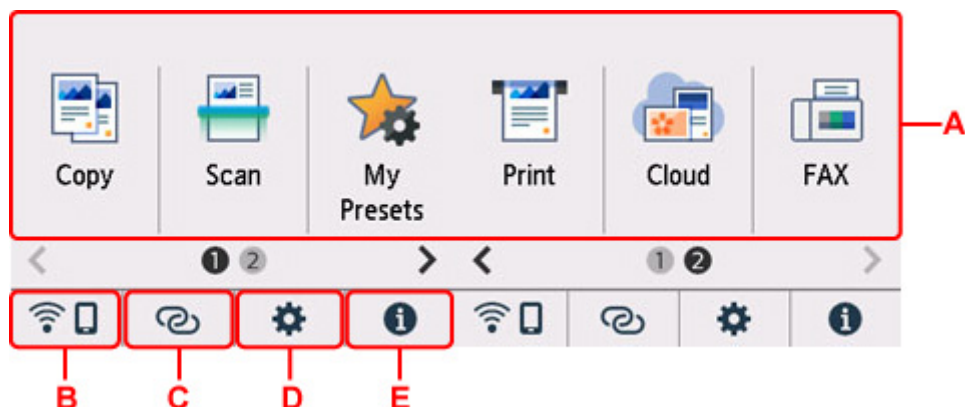 A
Copy
Scan
My
Presets
Print
Cloud
FAX
< 1 2 > < 1 2 >
B
C
D
E